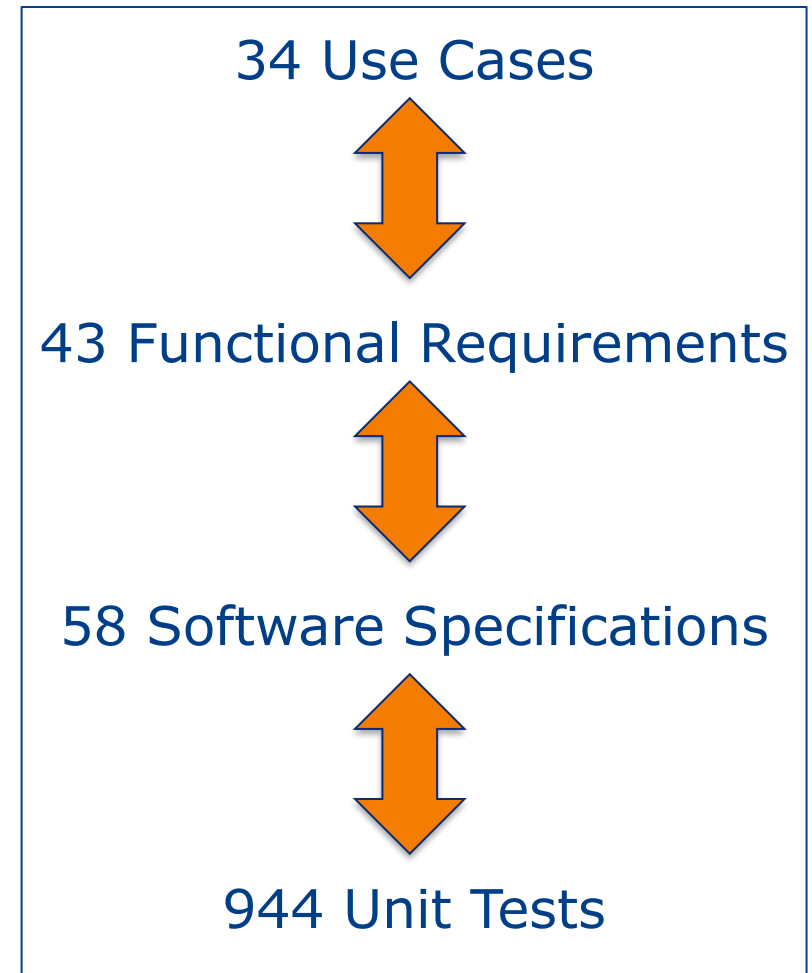 34 Use Cases
43 Functional Requirements
58 Software Specifications
944 Unit Tests